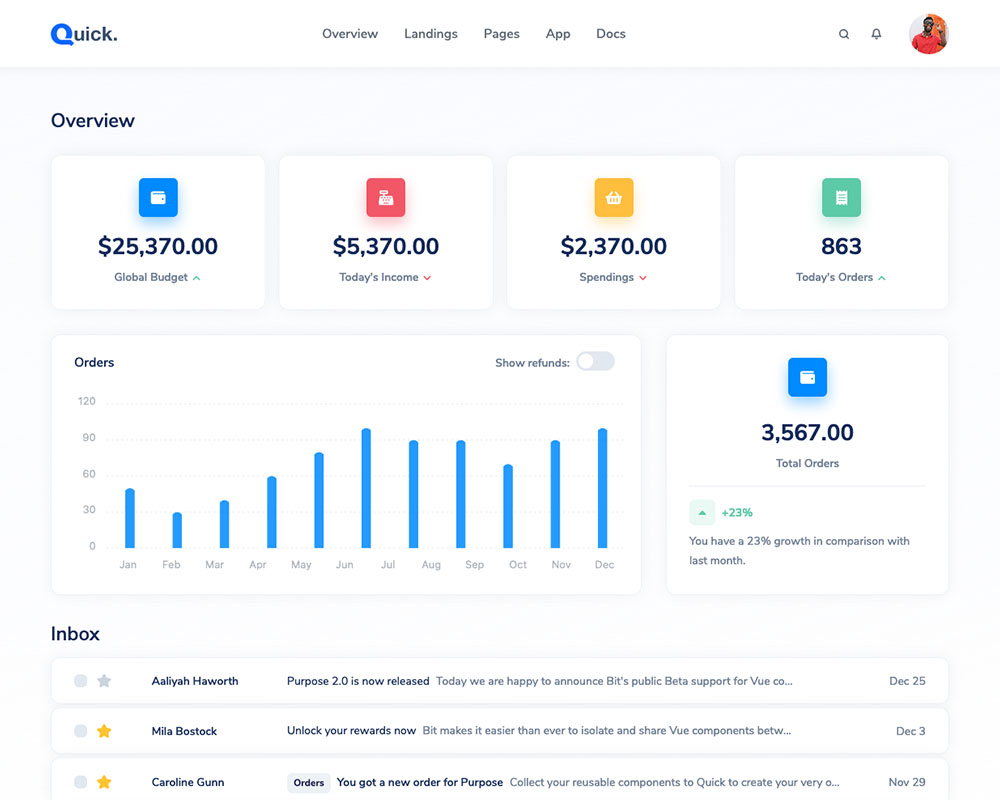 Quick.
Overview Landings Pages App Docs
Overview
$25,370.00
Global Budget
$5,370.00
Today's Income
$2,370.00
Spendings
863
Today's Orders
Orders
Show refunds:
120
90
60
30
0
Jan Feb Mar Apr May Jun Jul Aug Sep Oct Nov Dec
3,567.00
Total Orders
+23%
You have a 23% growth in comparison with
last month.
Inbox
Aaliyah Haworth Purpose 2.0 is now released Today we are happy to announce Bit's public Beta support for Vue co... Dec 25
Mila Bostock Unlock your rewards now Bit makes it easier than ever to isolate and share Vue components betw... Dec 3
Caroline Gunn Orders You got a new order for Purpose Collect your reusable components to Quick to create your very o... Nov 29